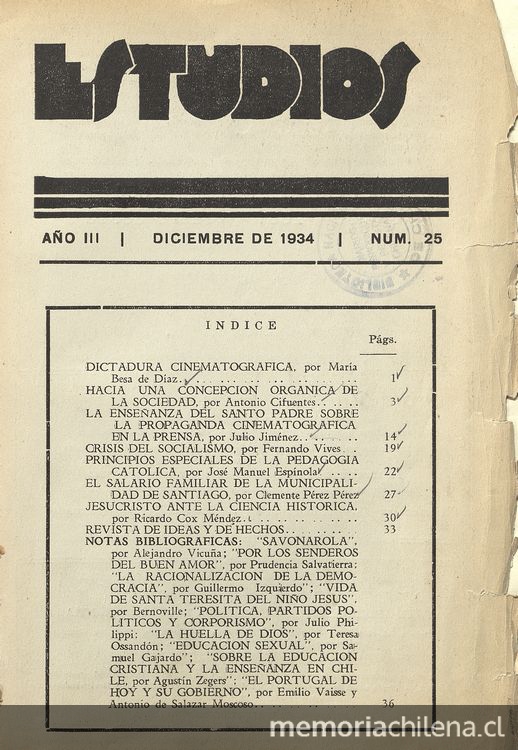 ESTUDIOS
AÑO III | DICIEMBRE DE 1934 | NUM. 25
INDICE
Págs.
DICTADURA CINEMATOGRAFICA, por María
Besa de Díaz. . . . . . . . . . . . . . . . . . 1
HACIA UNA CONCEPCION ORGANICA DE
LA SOCIEDAD, por Antonio Cifuentes. . . . . 3
LA ENSEÑANZA DEL SANTO PADRE SOBRE
LA PROPAGANDA CINEMATOGRAFICA
EN LA PRENSA, por Julio Jiménez. . . . . . . 14
CRISIS DEL SOCIALISMO, por Fernando Vives . . 19
PRINCIPIOS ESPECIALES DE LA PEDAGOGIA
CATOLICA, por José Manuel Espínola . . . . 22
EL SALARIO FAMILIAR DE LA MUNICIPALI-
DAD DE SANTIAGO, por Clemente Pérez Pérez 27
JESUCRISTO ANTE LA CIENCIA HISTORICA,
por Ricardo Cox Méndez. . . . . . . . . . . 30
REVISTA DE IDEAS Y DE HECHOS. . . . . . . . 33
NOTAS BIBLIOGRAFICAS: "SAVONAROLA",
por Alejandro Vicuña; "POR LOS SENDEROS
DEL BUEN AMOR", por Prudencia Salvatierra;
"LA RACIONALIZACION DE LA DEMO-
CRACIA", por Guillermo Izquierdo"; "VIDA
DE SANTA TERESITA DEL NIÑO JESUS",
por Bernoville; "POLITICA, PARTIDOS PO-
LITICOS Y CORPORISMO", por Julio Phi-
lippi: "LA HUELLA DE DIOS", por Teresa
Ossandón; "EDUCACION SEXUAL", por Sa-
muel Gajardo"; "SOBRE LA EDUCACION
CRISTIANA Y LA ENSEÑANZA EN CHI-
LE, por Agustín Zegers"; "EL PORTUGAL DE
HOY Y SU GOBIERNO", por Emilio Vaisse y
Antonio de Salazar Moscoso. . . . . . . . . 36
memoriachilena.cl